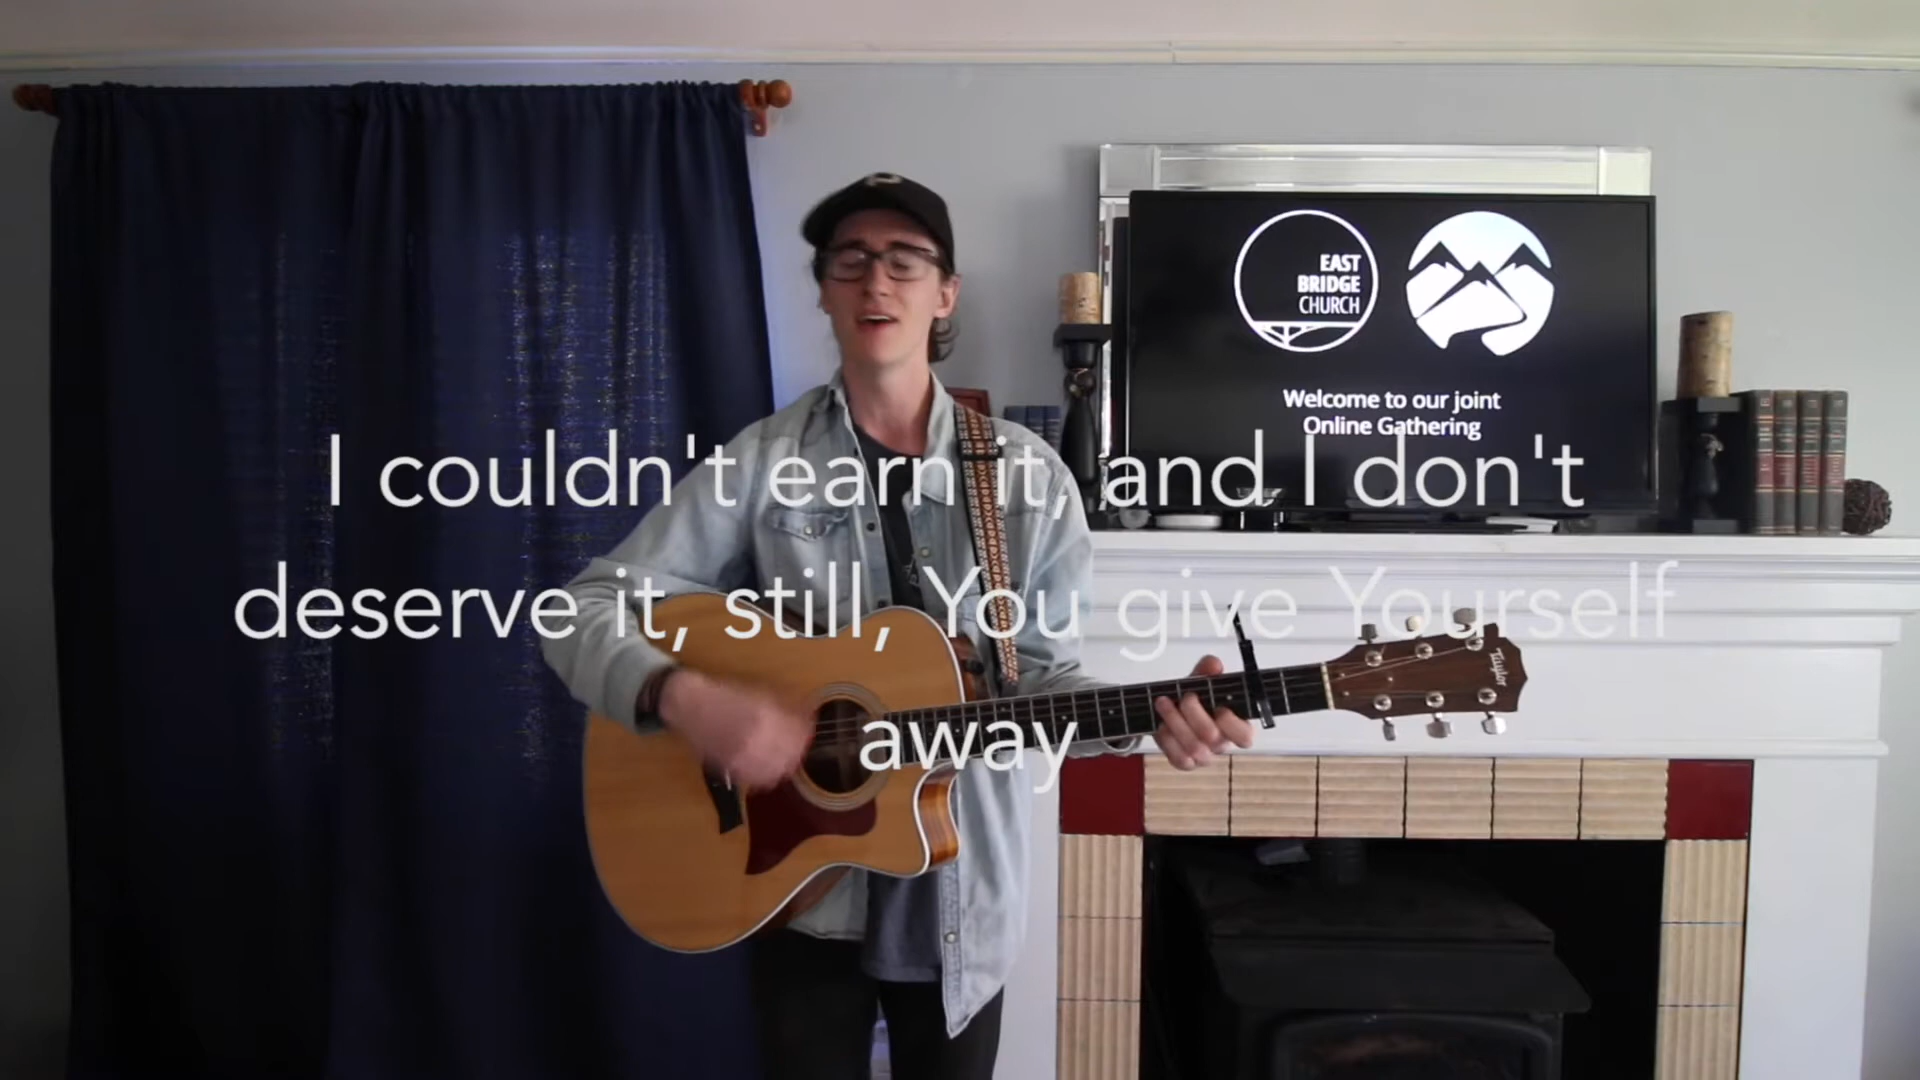 EAST
BRIDGE
CHURCH
Welcome to our joint
Online Gathering
I couldn't earn it, and I don't
deserve it, still, You give Yourself
away
Taylor